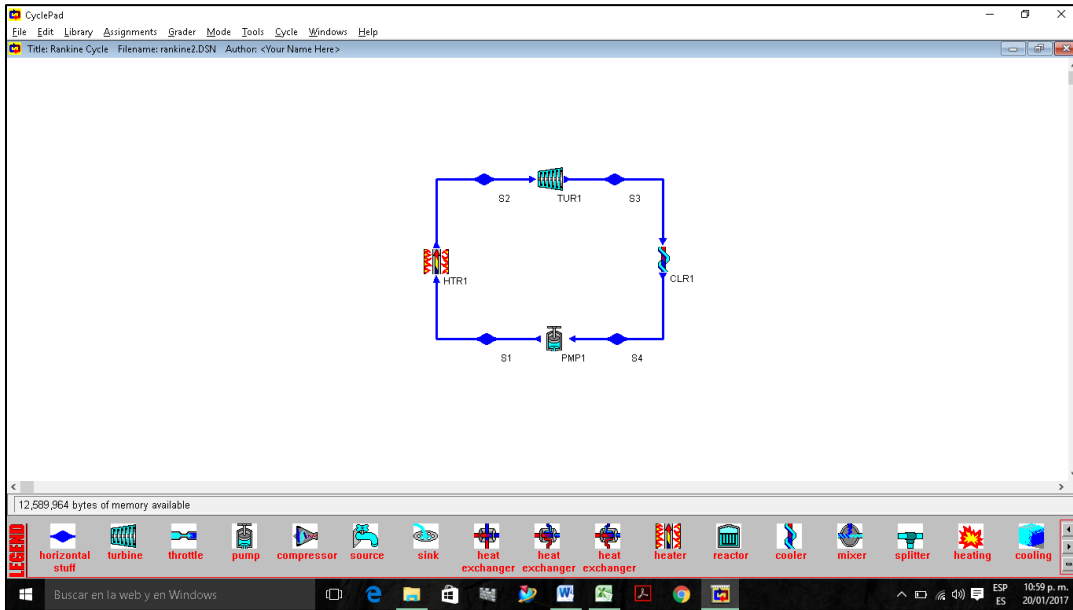 CyclePad
File Edit Library Assignments Grader Mode Tools Cycle Windows Help
Title: Rankine Cycle Filename: rankine2.DSN Author: <Your Name Here>
S2 TUR1 S3
HTR1 CLR1
S1 PMP1 S4
12,589,964 bytes of memory available
LEGEND
horizontal stuff
turbine
throttle
pump
compressor
source
sink
heat exchanger
heat exchanger
heat exchanger
heater
reactor
cooler
mixer
splitter
heating
cooling
Buscar en la web y en Windows
ESP
ES
10:59 p. m.
20/01/2017